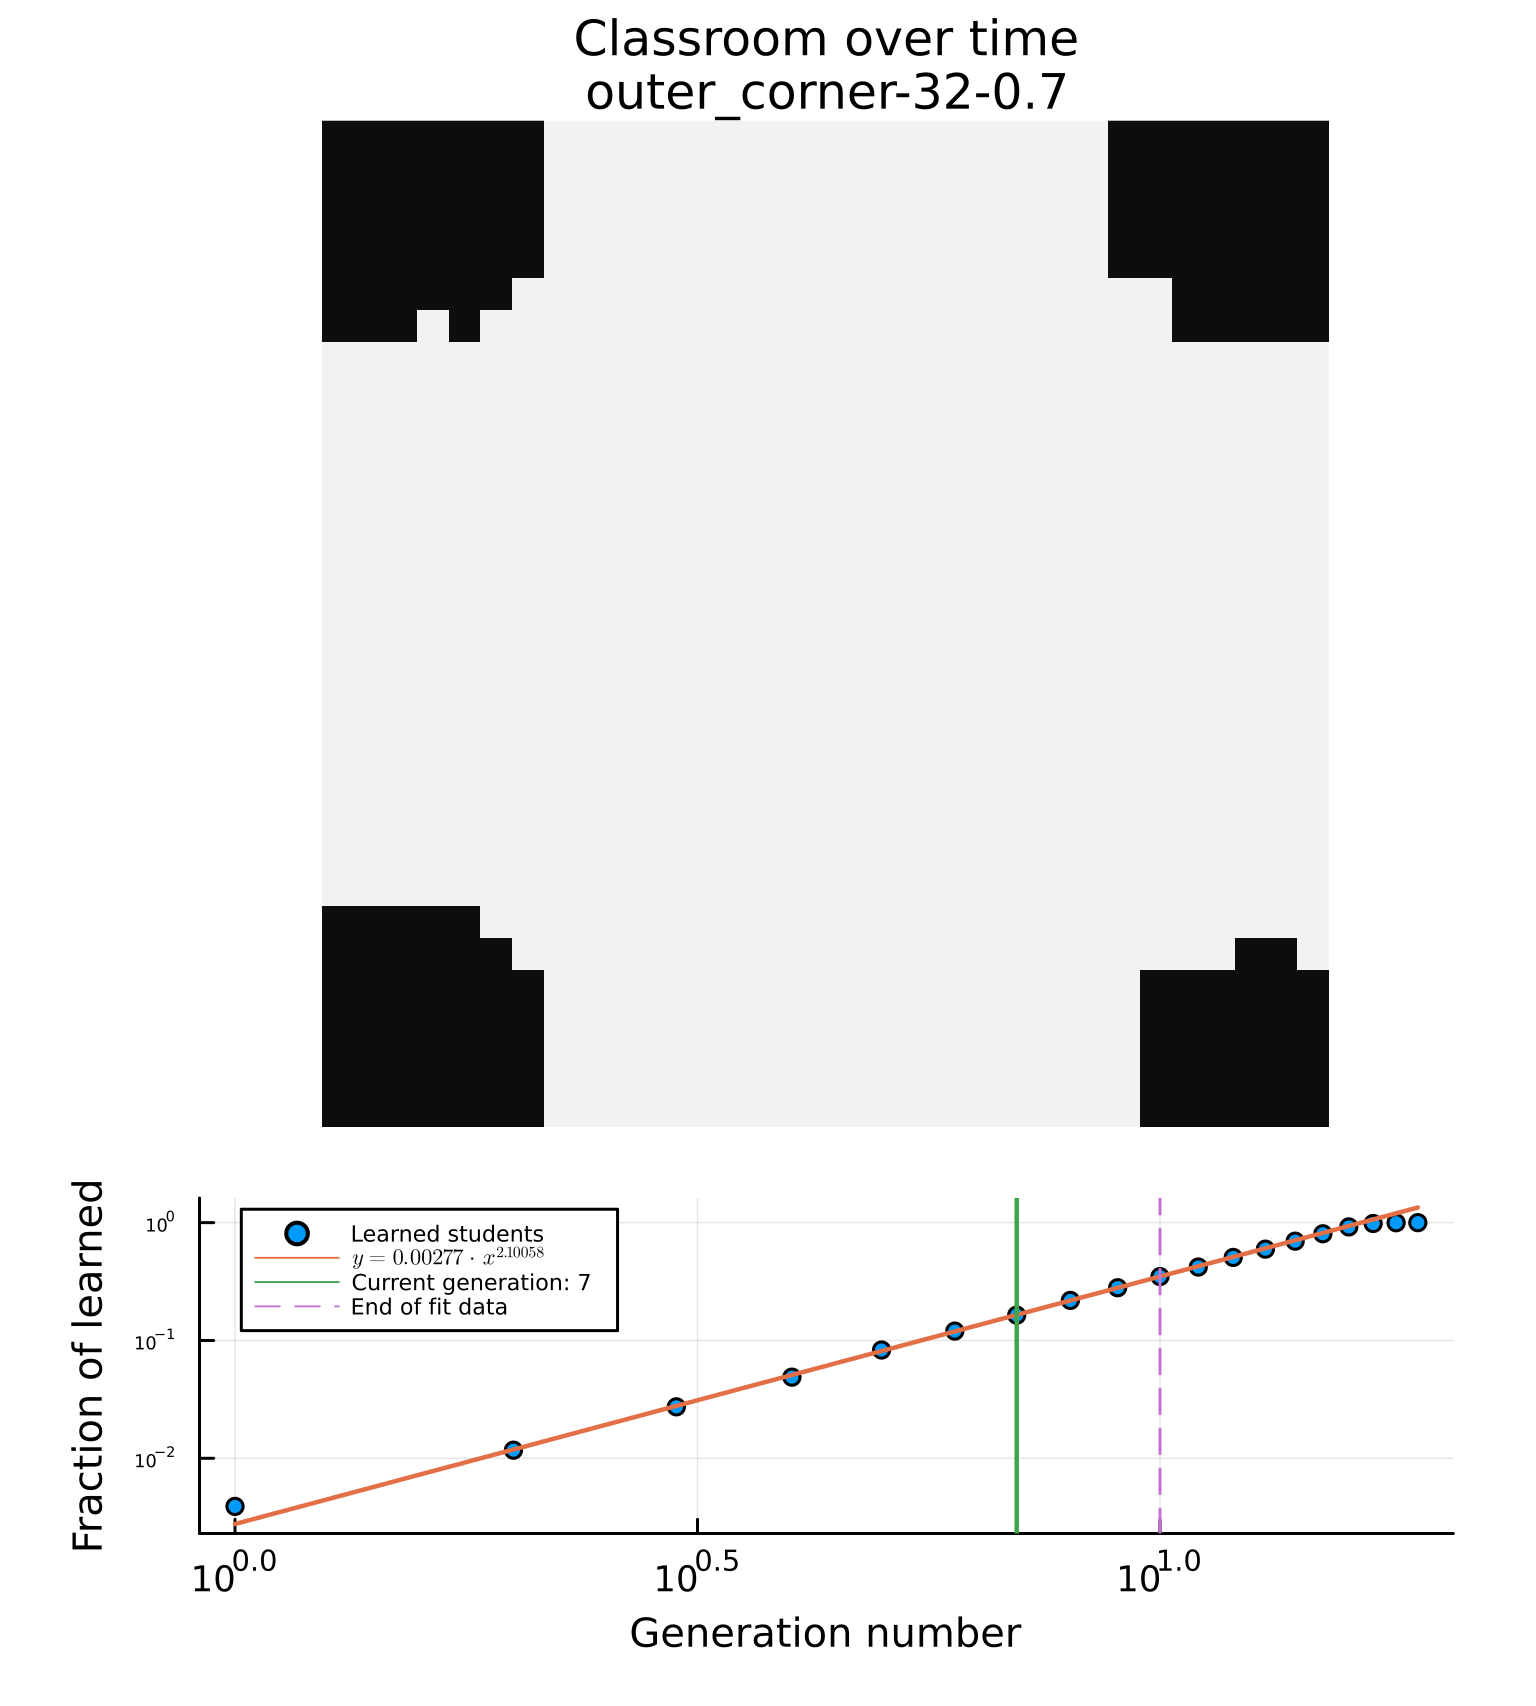 Classroom over time
outer_corner-32-0.7
Fraction of learned
10^0
10^−1
10^−2
Learned students
y = 0.00277 · x^2.10058
Current generation: 7
End of fit data
10^0.0
10^0.5
10^1.0
Generation number